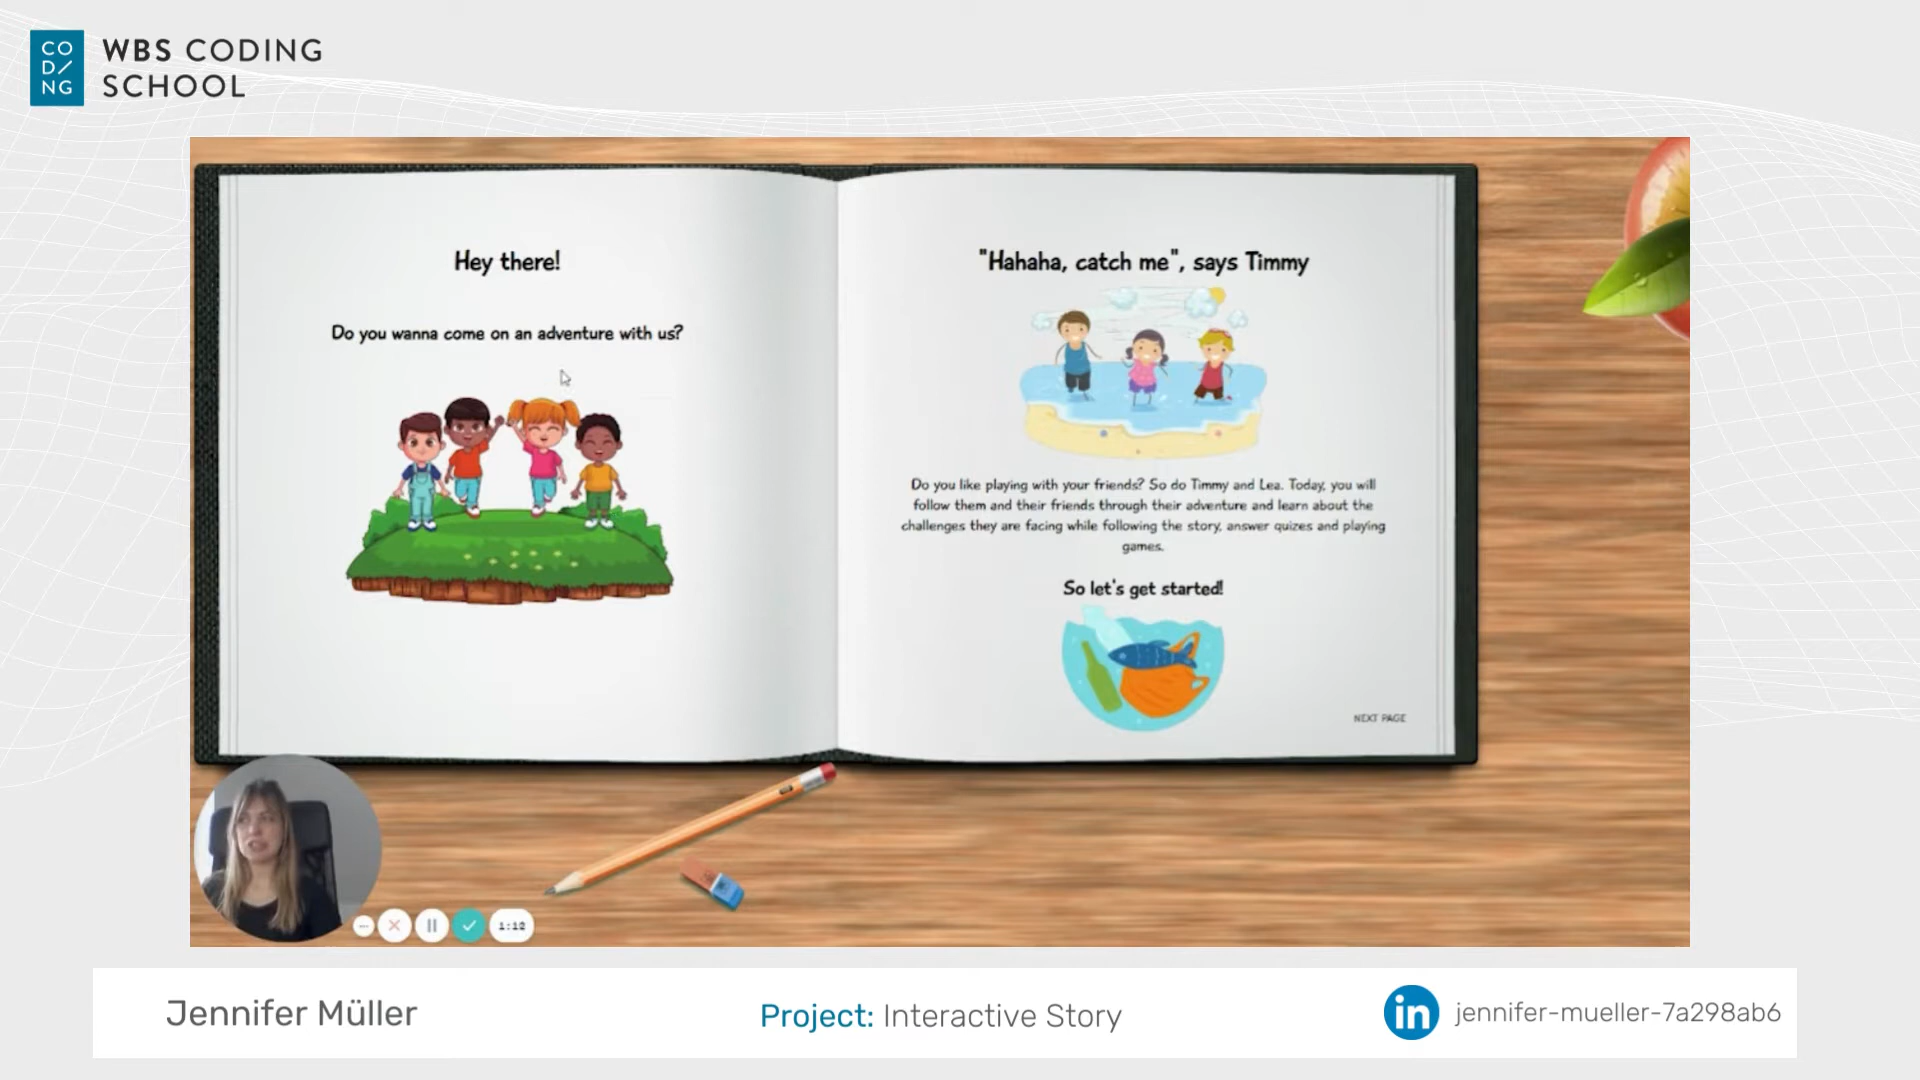 CO
D/
NG
WBS CODING
SCHOOL
Hey there!
Do you wanna come on an adventure with us?
"Hahaha, catch me", says Timmy
Do you like playing with your friends? So do Timmy and Lea. Today, you will
follow them and their friends through their adventure and learn about the
challenges they are facing while following the story, answer quizes and playing
games.
So let's get started!
NEXT PAGE
1:12
Jennifer Müller
Project: Interactive Story
in
jennifer-mueller-7a298ab6